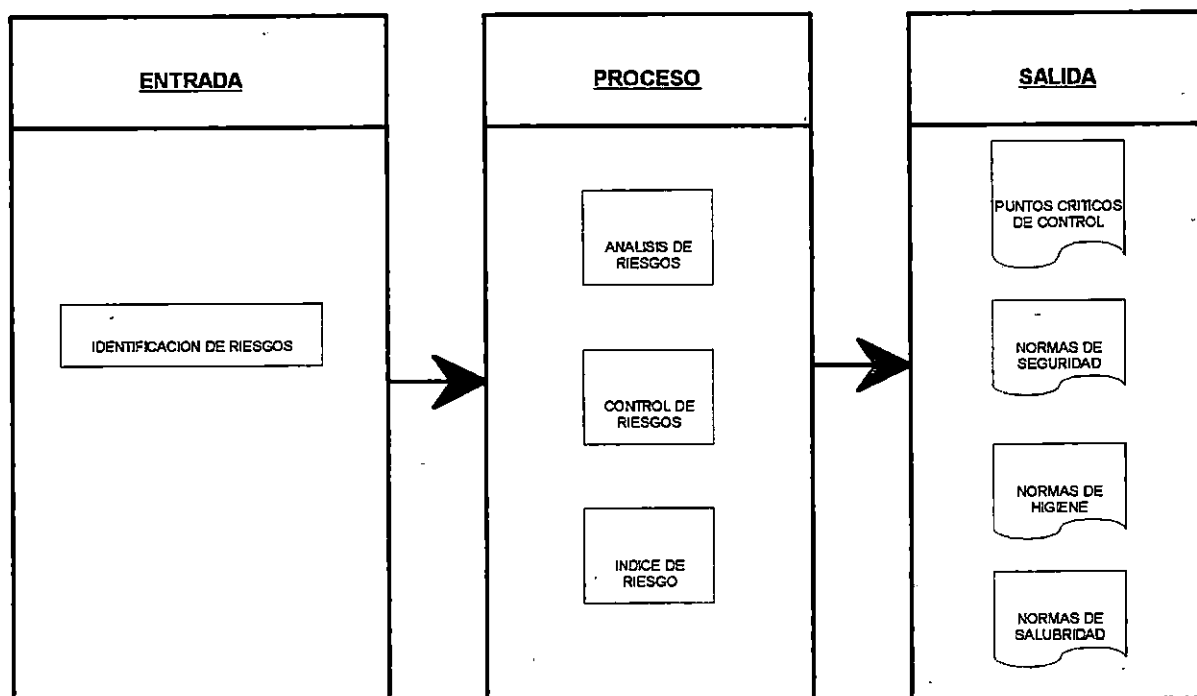 ENTRADA
IDENTIFICACION DE RIESGOS
PROCESO
ANALISIS DE
RIESGOS
CONTROL DE
RIESGOS
INDICE DE
RIESGO
SALIDA
PUNTOS CRITICOS
DE CONTROL
NORMAS DE
SEGURIDAD
NORMAS DE
HIGIENE
NORMAS DE
SALUBRIDAD